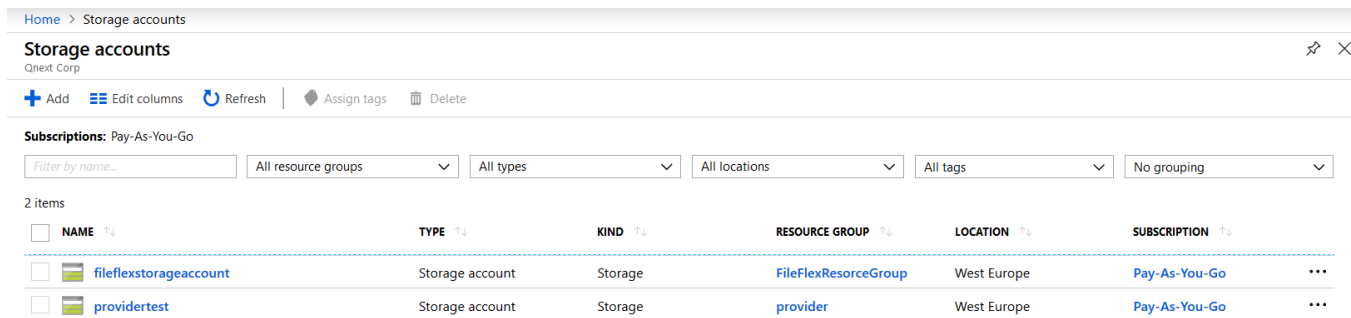 Home > Storage accounts
Storage accounts
Qnext Corp
Add Edit columns Refresh Assign tags Delete
Subscriptions: Pay-As-You-Go
Filter by name... All resource groups All types All locations All tags No grouping
2 items
NAME TYPE KIND RESOURCE GROUP LOCATION SUBSCRIPTION
fileflexstorageaccount Storage account Storage FileFlexResorceGroup West Europe Pay-As-You-Go
providertest Storage account Storage provider West Europe Pay-As-You-Go